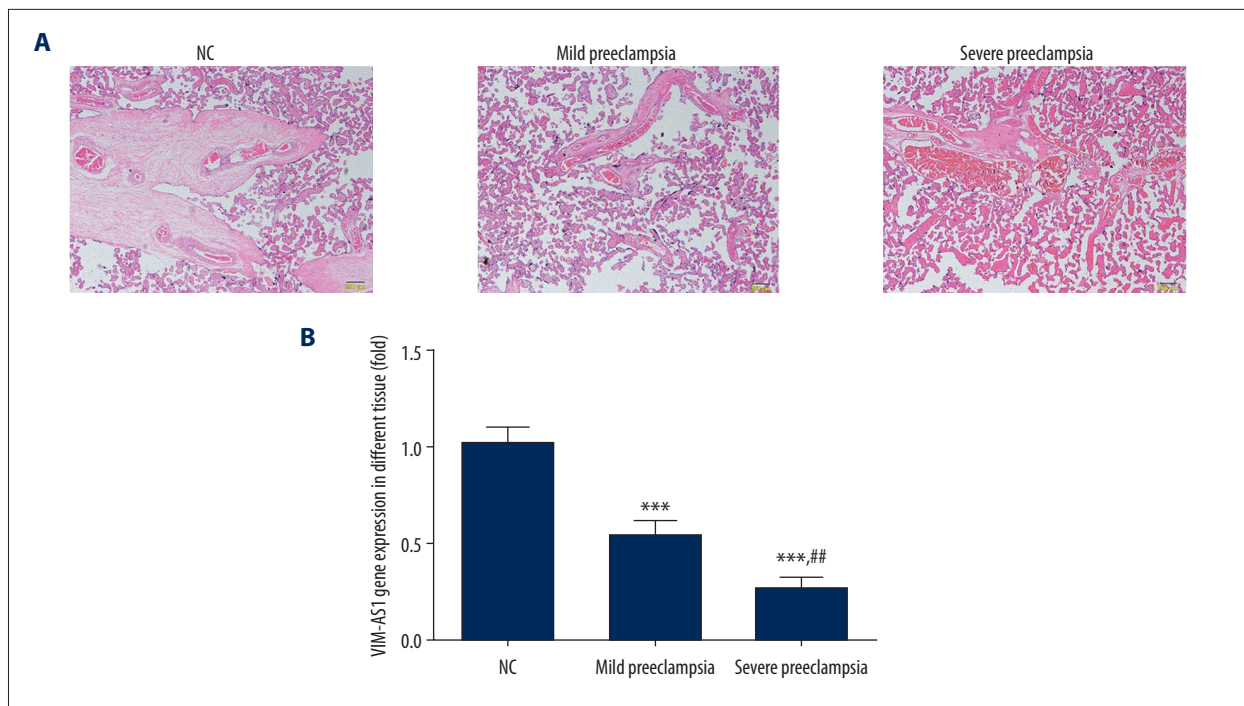 A
NC
Mild preeclampsia
Severe preeclampsia
B
VIM-AS1 gene expression in different tissue (fold)
1.5
1.0
0.5
0.0
***
***,##
NC
Mild preeclampsia
Severe preeclampsia